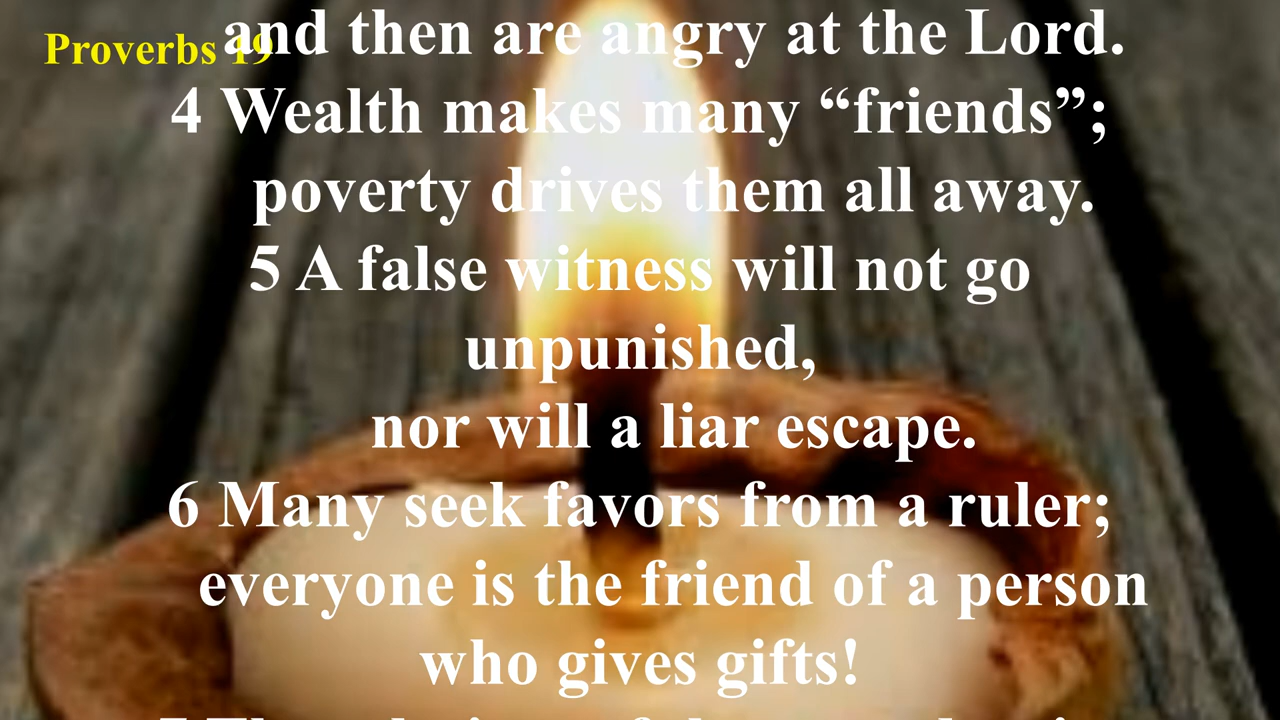 Proverbs 19
and then are angry at the Lord.
4 Wealth makes many “friends”;
poverty drives them all away.
5 A false witness will not go
unpunished,
nor will a liar escape.
6 Many seek favors from a ruler;
everyone is the friend of a person
who gives gifts!